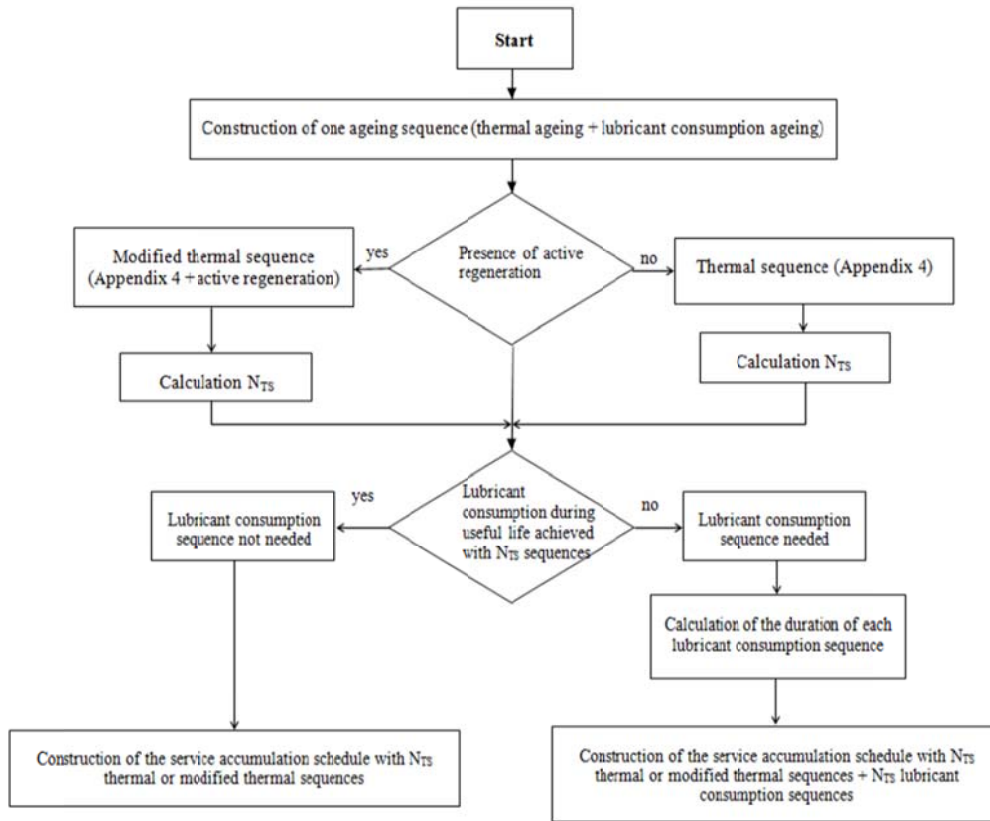 Start
Construction of one ageing sequence (thermal ageing + lubricant consumption ageing)
Presence of active
regeneration
yes
no
Modified thermal sequence
(Appendix 4 + active regeneration)
Thermal sequence (Appendix 4)
Calculation NTS
Calculation NTS
Lubricant
consumption during
useful life achieved
with NTS sequences
yes
no
Lubricant consumption
sequence not needed
Lubricant consumption
sequence needed
Calculation of the duration of each
lubricant consumption sequence
Construction of the service accumulation schedule with NTS
thermal or modified thermal sequences
Construction of the service accumulation schedule with NTS
thermal or modified thermal sequences + NTS lubricant
consumption sequences